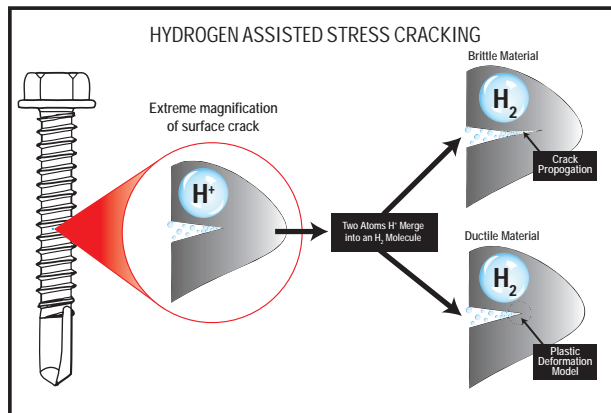 HYDROGEN ASSISTED STRESS CRACKING
Extreme magnification
of surface crack
H⁺
Two Atoms H⁺ Merge
into an H₂ Molecule
Brittle Material
H₂
Crack
Propogation
Ductile Material
H₂
Plastic
Deformation
Model